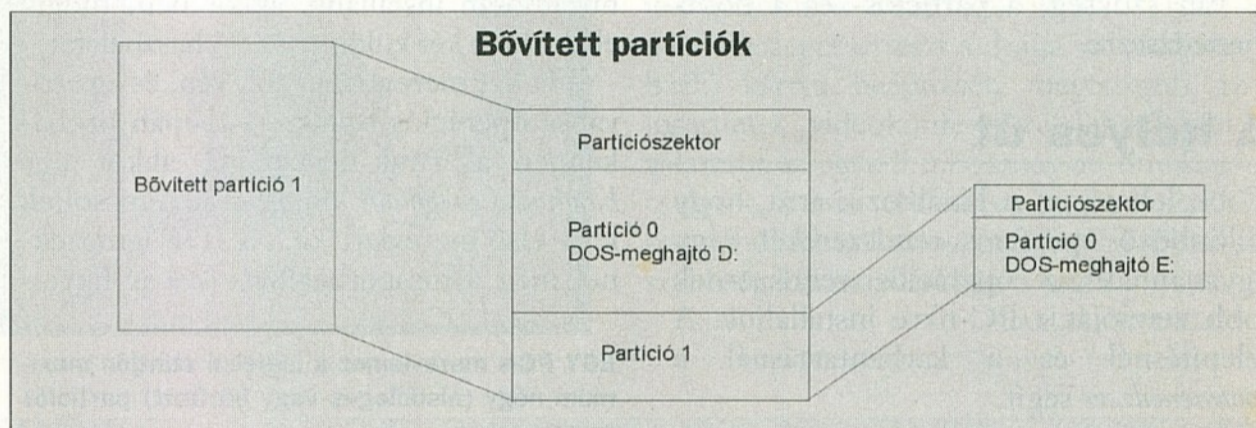 Bővített partíciók
Bővített partíció 1
Partíciószektor
Partíció 0
DOS-meghajtó D:
Partíció 1
Partíciószektor
Partíció 0
DOS-meghajtó E: